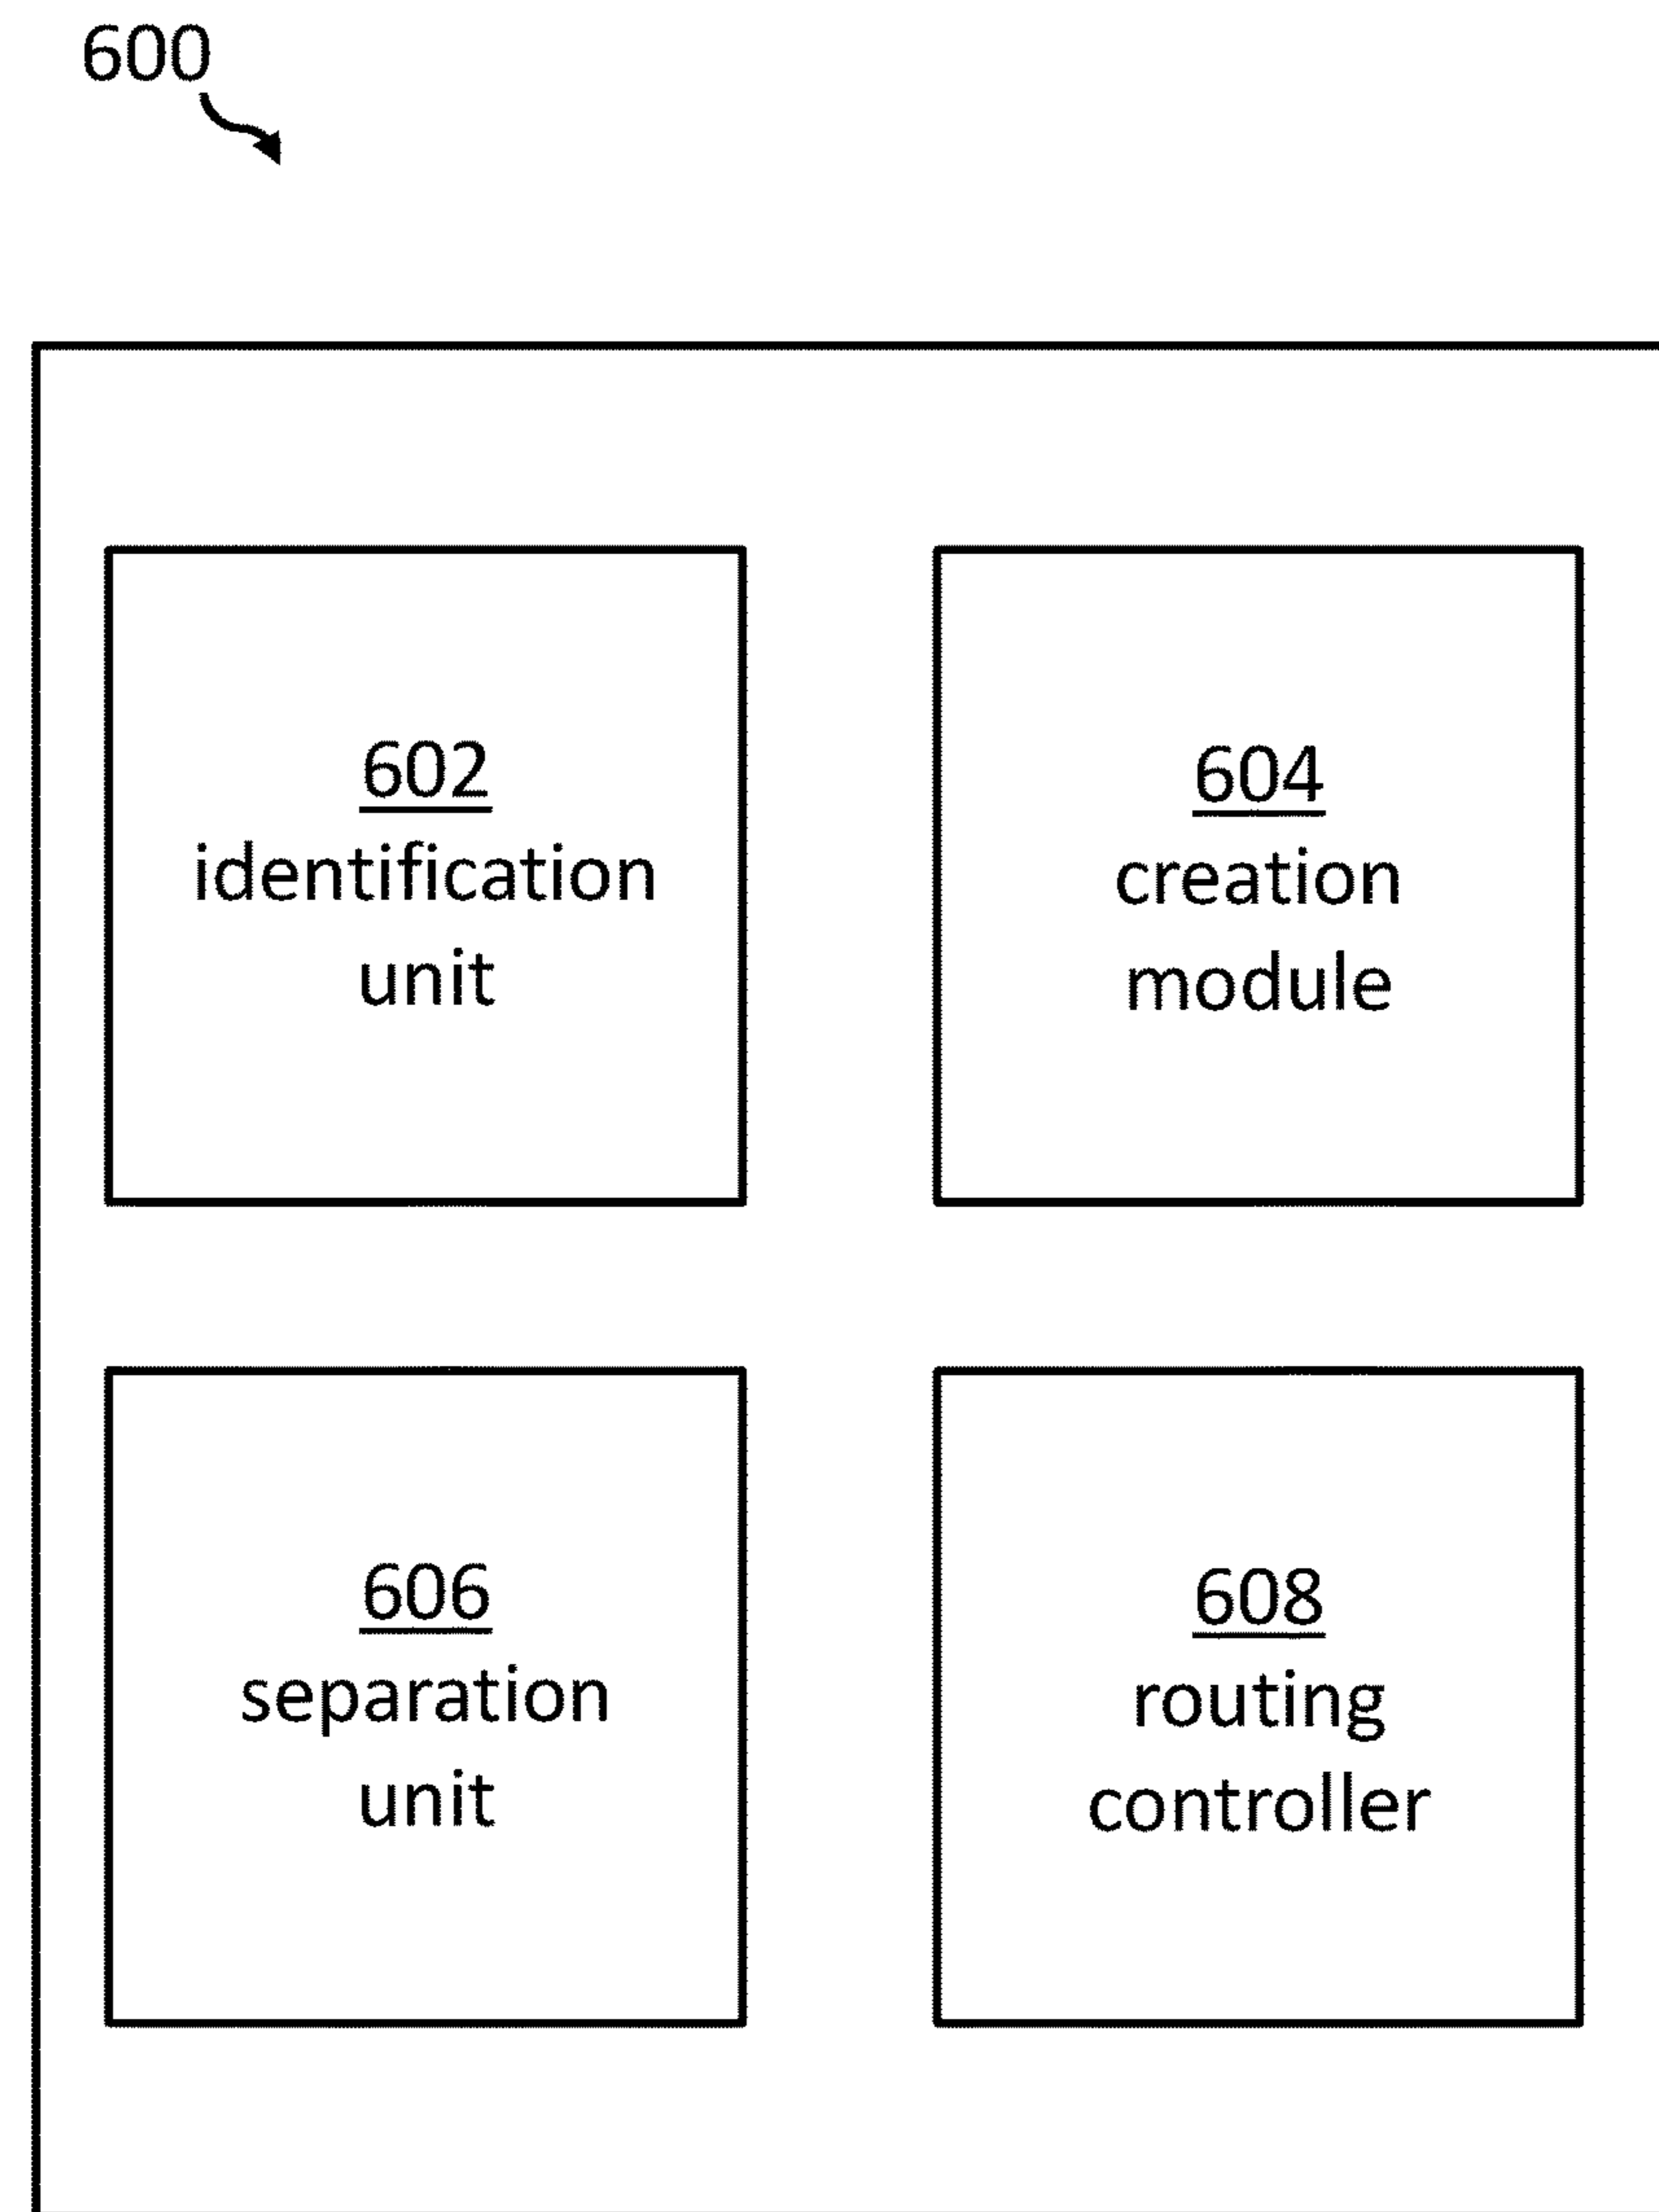 600
602
identification
unit
604
creation
module
606
separation
unit
608
routing
controller